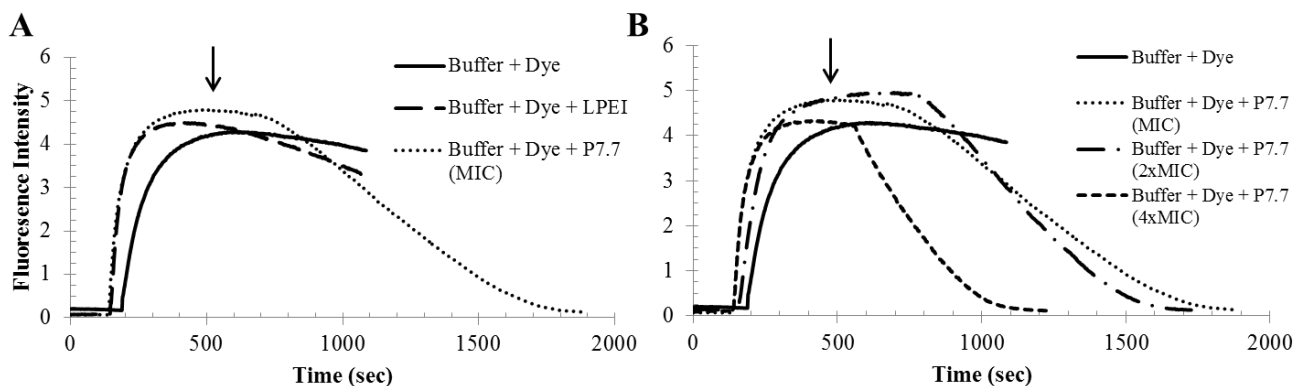 A
Fluoresence Intensity
6
5
4
3
2
1
0
0
500
1000
1500
2000
Time (sec)
Buffer + Dye
Buffer + Dye + LPEI
Buffer + Dye + P7.7
(MIC)
B
6
5
4
3
2
1
0
0
500
1000
1500
2000
Time (sec)
Buffer + Dye
Buffer + Dye + P7.7
(MIC)
Buffer + Dye + P7.7
(2xMIC)
Buffer + Dye + P7.7
(4xMIC)